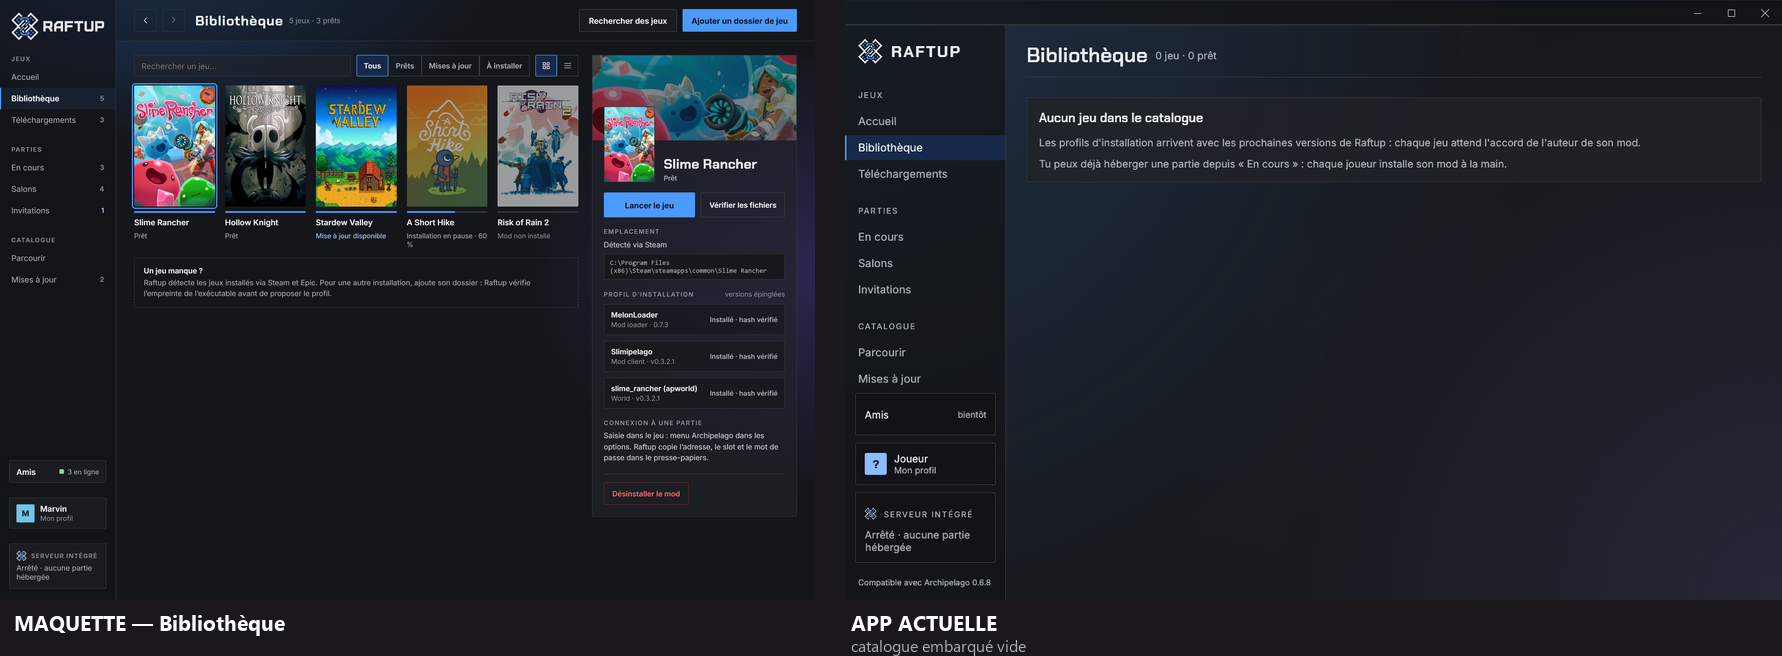 RAFTUP
JEUX
Accueil
Bibliothèque 5
Téléchargements 3
PARTIES
En cours 3
Salons 4
Invitations 1
CATALOGUE
Parcourir
Mises à jour 2
Amis 3 en ligne
M Marvin
Mon profil
SERVEUR INTÉGRÉ
Arrêté · aucune partie
hébergée
Bibliothèque 5 jeux · 3 prêts
Rechercher des jeux
Ajouter un dossier de jeu
Rechercher un jeu...
Tous
Prêts
Mises à jour
À installer
Slime Rancher
HOLLOW KNIGHT
STARDEW
VALLEY
A
Short
Hike
RISK OF
RAIN 2
Slime Rancher
Prêt
Hollow Knight
Prêt
Stardew Valley
Mise à jour disponible
A Short Hike
Installation en pause · 60
%
Risk of Rain 2
Mod non installé
Un jeu manque ?
Raftup détecte les jeux installés via Steam et Epic. Pour une autre installation, ajoute son dossier : Raftup vérifie
l'empreinte de l'exécutable avant de proposer le profil.
Slime Rancher
Slime Rancher
Prêt
Lancer le jeu
Vérifier les fichiers
EMPLACEMENT
Détecté via Steam
C:\Program Files
(x86)\Steam\steamapps\common\Slime Rancher
PROFIL D'INSTALLATION versions épinglées
MelonLoader
Mod loader · 0.7.3
Installé · hash vérifié
Slimipelago
Mod client · v0.3.2.1
Installé · hash vérifié
slime_rancher (apworld)
World · v0.3.2.1
Installé · hash vérifié
CONNEXION À UNE PARTIE
Saisie dans le jeu : menu Archipelago dans les
options. Raftup copie l'adresse, le slot et le mot de
passe dans le presse-papiers.
Désinstaller le mod
MAQUETTE — Bibliothèque
RAFTUP
JEUX
Accueil
Bibliothèque
Téléchargements
PARTIES
En cours
Salons
Invitations
CATALOGUE
Parcourir
Mises à jour
Amis bientôt
? Joueur
Mon profil
SERVEUR INTÉGRÉ
Arrêté · aucune partie
hébergée
Compatible avec Archipelago 0.6.8
Bibliothèque 0 jeu · 0 prêt
Aucun jeu dans le catalogue
Les profils d'installation arrivent avec les prochaines versions de Raftup : chaque jeu attend l'accord de l'auteur de son mod.
Tu peux déjà héberger une partie depuis « En cours » : chaque joueur installe son mod à la main.
APP ACTUELLE
catalogue embarqué vide